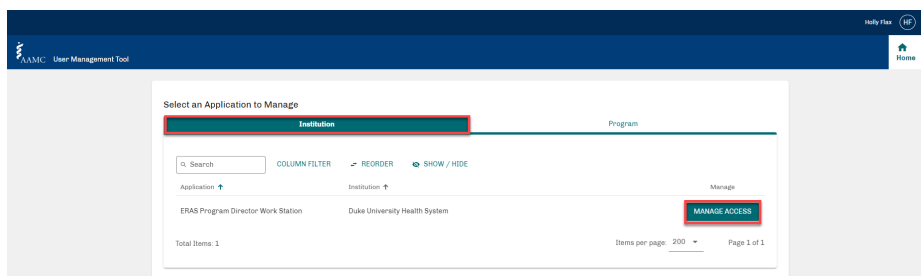 Holly Flax HF
AAMC User Management Tool Home
Select an Application to Manage
Institution Program
Search COLUMN FILTER REORDER SHOW / HIDE
Application Institution Manage
ERAS Program Director Work Station Duke University Health System MANAGE ACCESS
Total Items: 1 Items per page: 200 Page 1 of 1